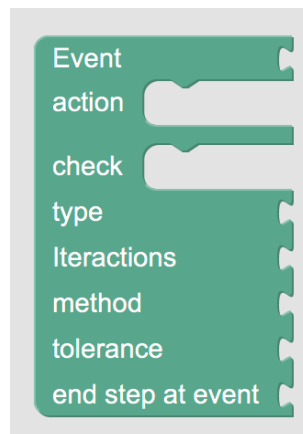 Event
action
check
type
Iteractions
method
tolerance
end step at event